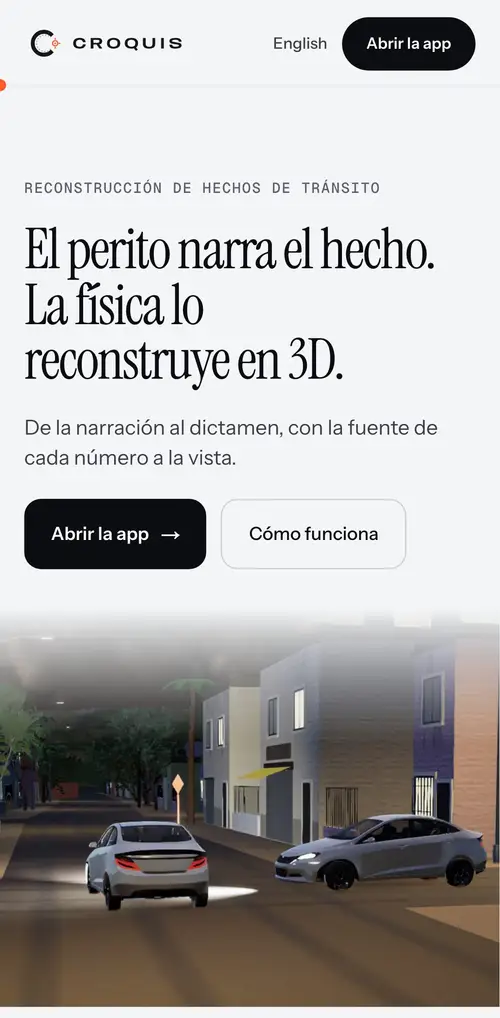 CROQUIS
English
Abrir la app
RECONSTRUCCIÓN DE HECHOS DE TRÁNSITO
El perito narra el hecho.
La física lo
reconstruye en 3D.
De la narración al dictamen, con la fuente de
cada número a la vista.
Abrir la app →
Cómo funciona